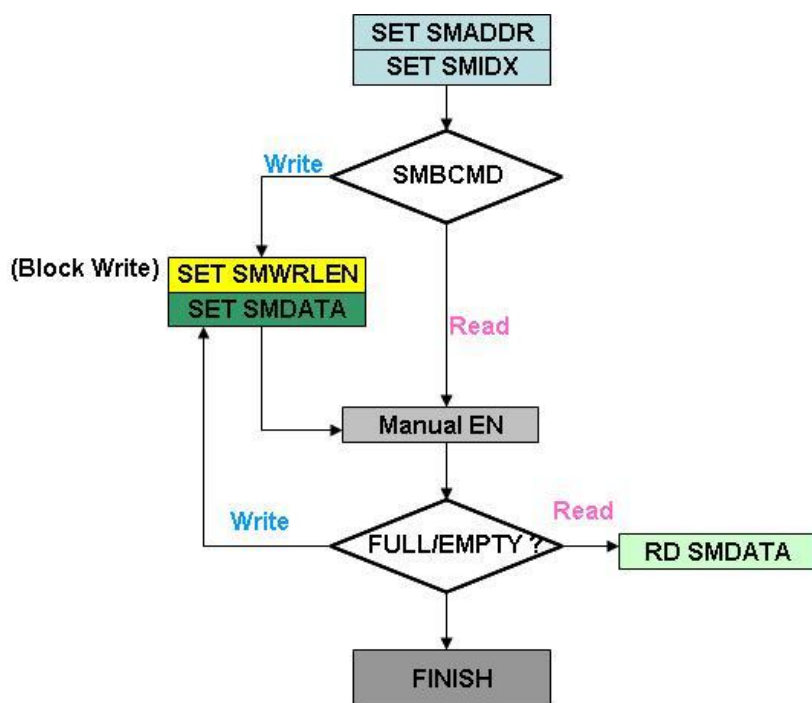 SET SMADDR
SET SMIDX
Write
SMBCMD
(Block Write)
SET SMWRLEN
SET SMDATA
Read
Manual EN
Write
FULL/EMPTY ?
Read
RD SMDATA
FINISH